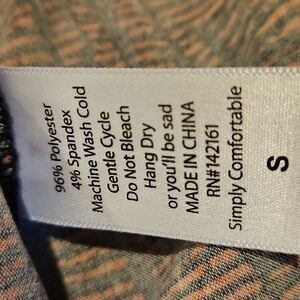 96% Polyester
4% Spandex
Machine Wash Cold
Gentle Cycle
Do Not Bleach
Hang Dry
or you'll be sad
MADE IN CHINA
RN#142161
Simply Comfortable
S